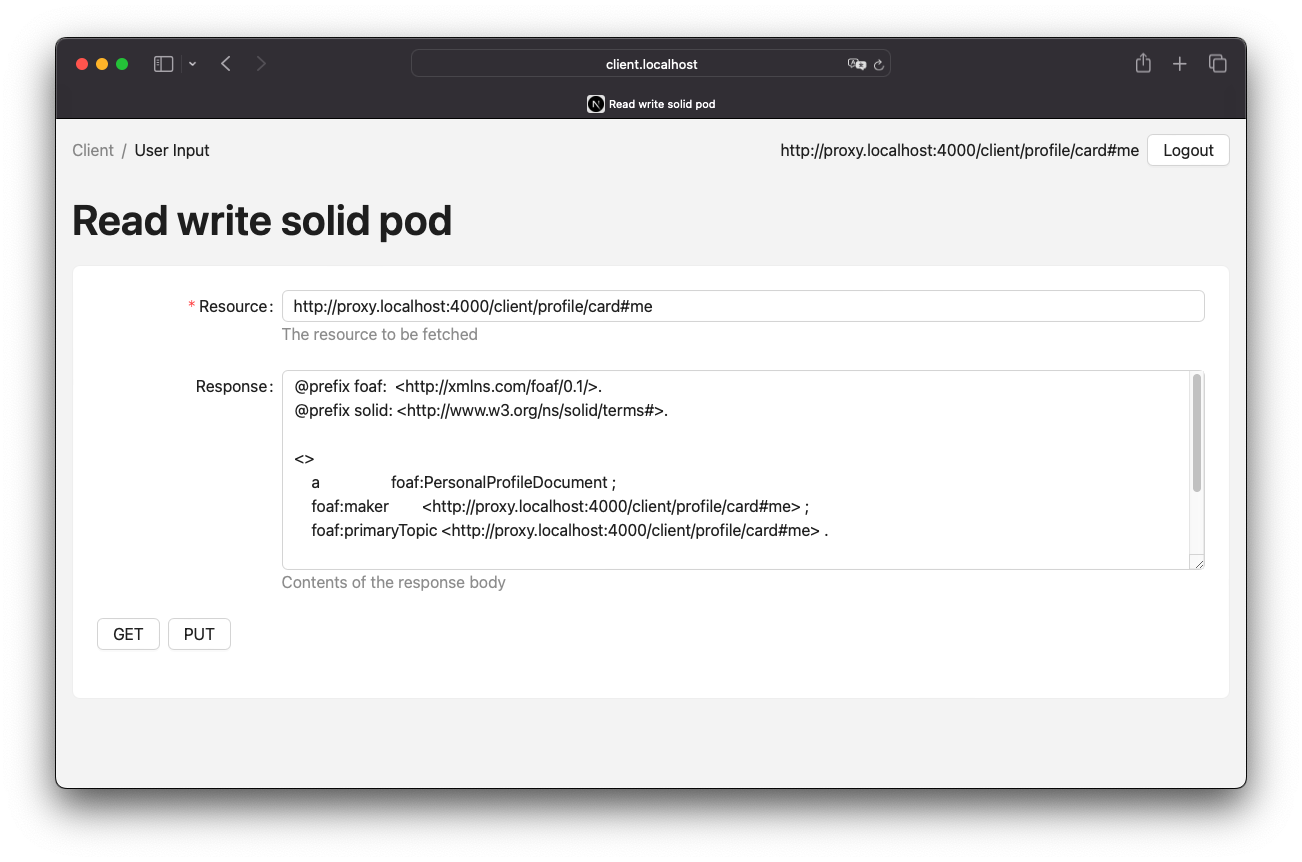 client.localhost
Read write solid pod
Client / User Input
http://proxy.localhost:4000/client/profile/card#me
Logout
Read write solid pod
* Resource: http://proxy.localhost:4000/client/profile/card#me
The resource to be fetched
Response: @prefix foaf:  <http://xmlns.com/foaf/0.1/>.
@prefix solid: <http://www.w3.org/ns/solid/terms#>.
<>
a foaf:PersonalProfileDocument ;
foaf:maker <http://proxy.localhost:4000/client/profile/card#me> ;
foaf:primaryTopic <http://proxy.localhost:4000/client/profile/card#me> .
Contents of the response body
GET PUT